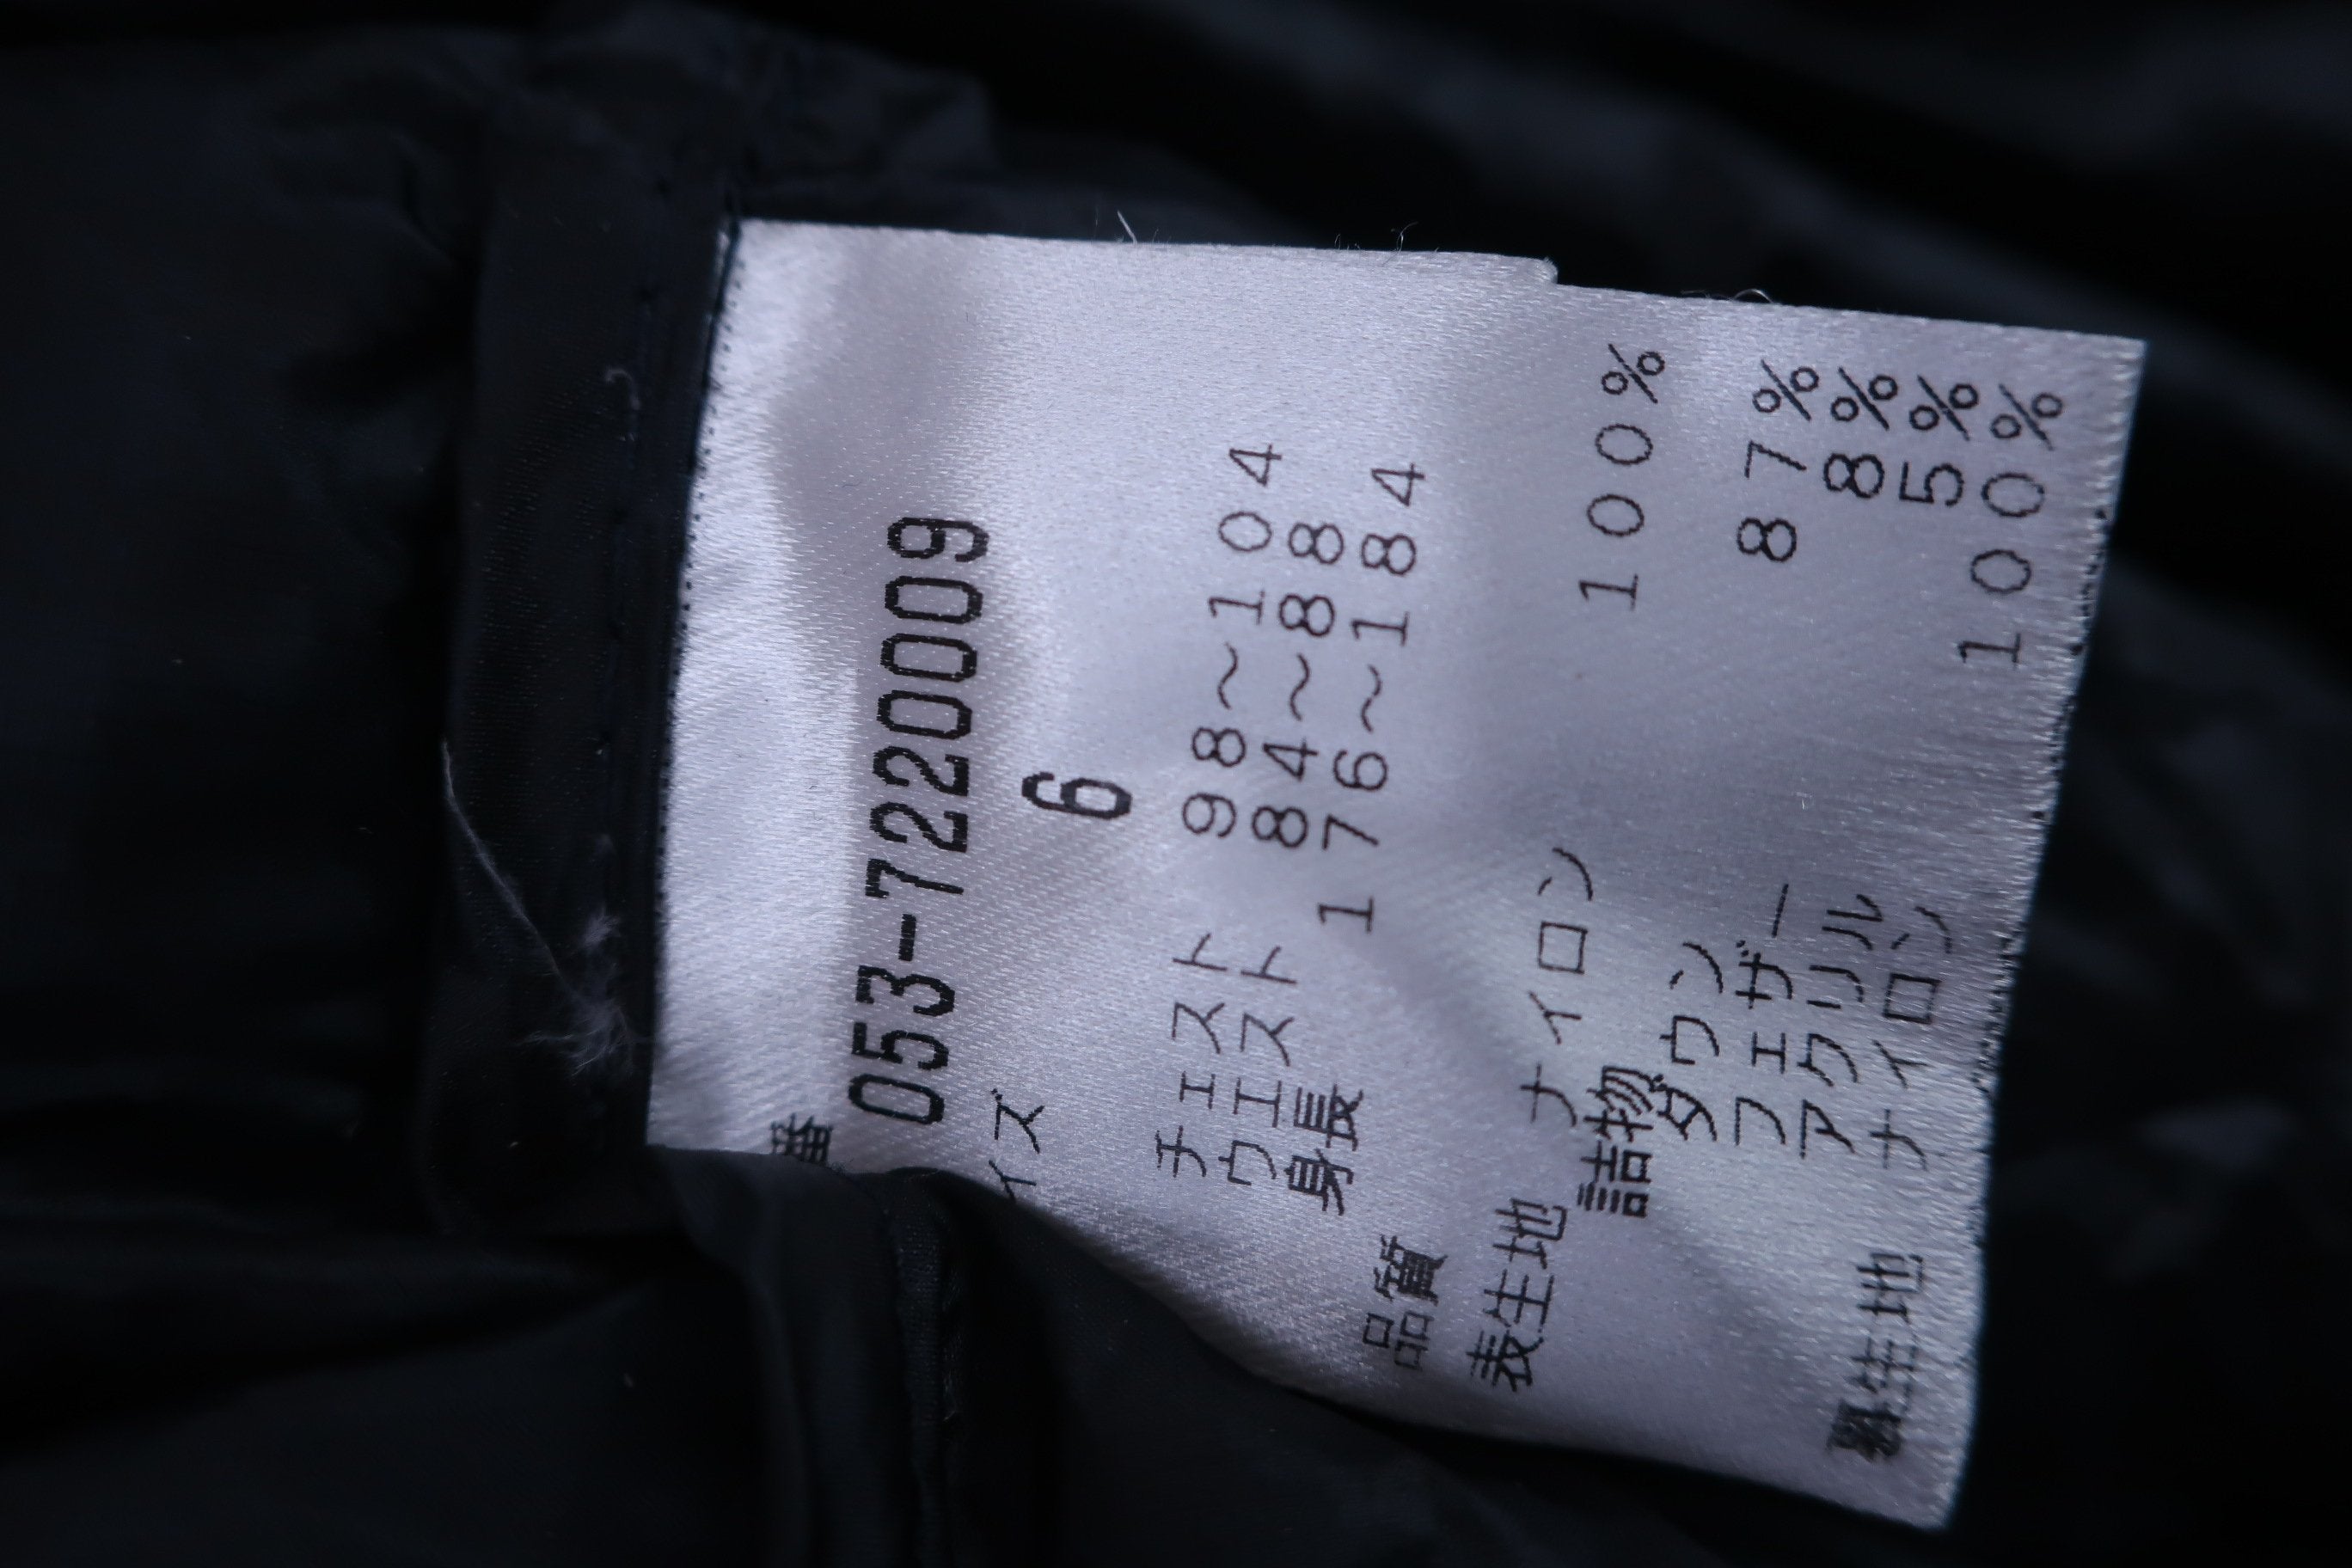 番 053-7220009
イズ 6
チェスト 98~104
ウエスト 84~88
身長 176~184
品質
表生地 ナイロン 100%
詰物
ダウン 87%
フェザー 8%
アクリル 5%
裏生地 ナイロン 100%